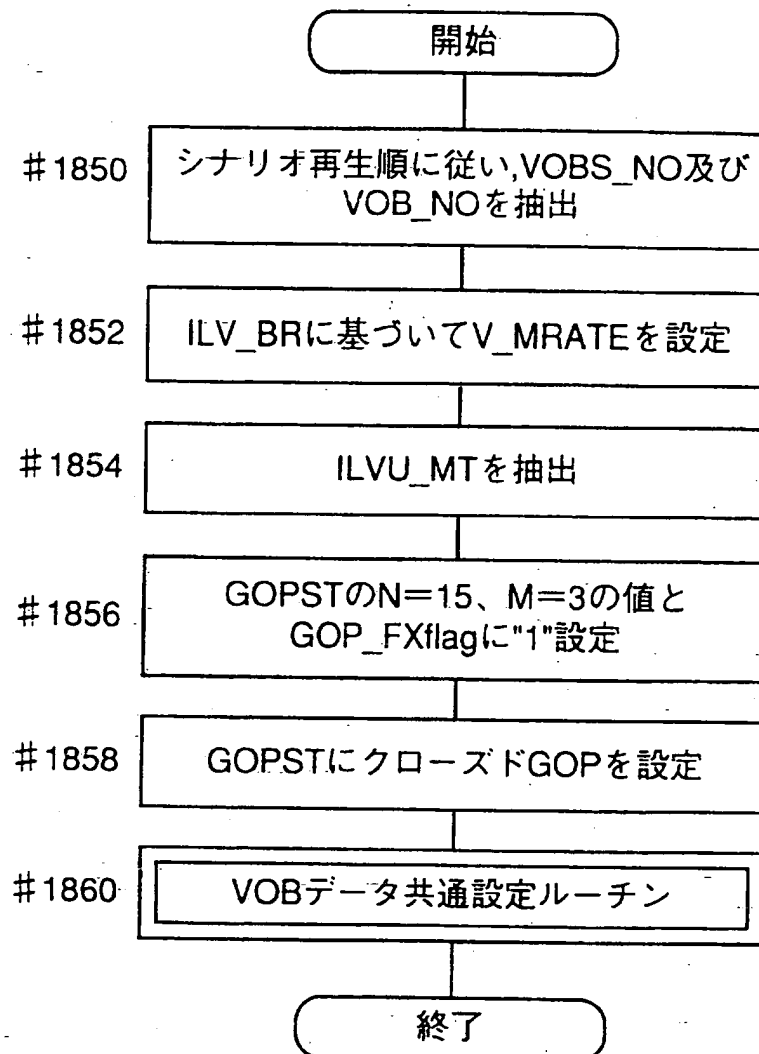 開始
#1850
シナリオ再生順に従い,VOBS_NO及び
VOB_NOを抽出
#1852
ILV_BRに基づいてV_MRATEを設定
#1854
ILVU_MTを抽出
#1856
GOPSTのN=15、M=3の値と
GOP_FXflagに"1"設定
#1858
GOPSTにクローズドGOPを設定
#1860
VOBデータ共通設定ルーチン
終了